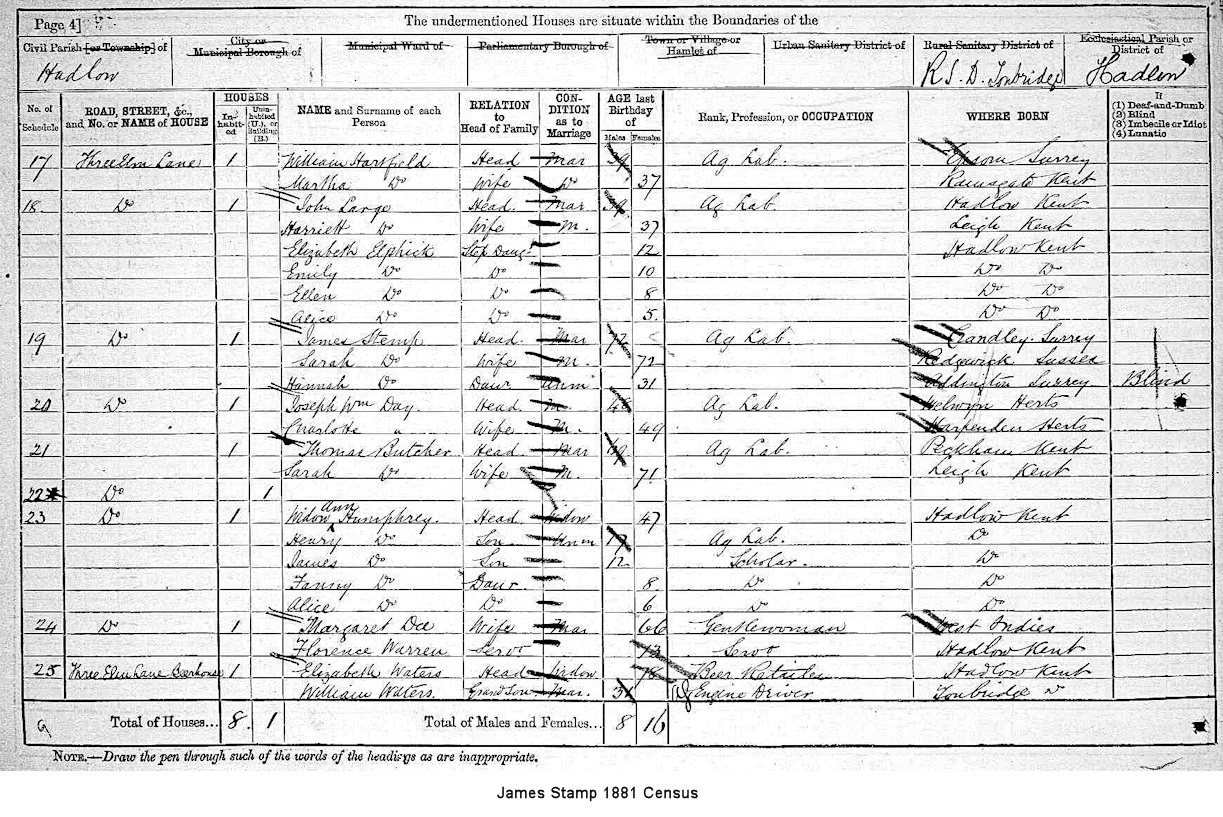 Page 4]
The undermentioned Houses are situate within the Boundaries of the
Civil Parish [or Township] of
City or Municipal Borough of
Municipal Ward of
Parliamentary Borough of
Town or Village or Hamlet of
Urban Sanitary District of
Rural Sanitary District of
Ecclesiastical Parish or District of
Hadlow
R.S.D. Tonbridge
Hadlow
No. of Schedule
ROAD, STREET, &c., and No. or NAME of HOUSE
HOUSES
In-habit-ed
Unin-habited (U.), or Building (B.)
NAME and Surname of each Person
RELATION to Head of Family
CON-DITION as to Marriage
AGE last Birthday of
Males Females
Rank, Profession, or OCCUPATION
WHERE BORN
If
(1) Deaf-and-Dumb
(2) Blind
(3) Imbecile or Idiot
(4) Lunatic
17 Three Elm Lane 1 William Hartfield Head Mar Ag Lab. Epsom Surrey
Martha Do Wife Do 37 Ramsgate Kent
18. Do 1 John Large Head. Mar Ag Lab Hadlow Kent
Harriett Do Wife M. 37 Leigh Kent
Elizabeth Elphick Step Daugr 12 Hadlow Kent
Emily Do Do 10 Do Do
Ellen Do Do 8 Do Do
Alice Do Do 5. Do Do
19 Do 1 James Stemp Head. Mar 72 Ag Lab. Crandley Surrey
Sarah Do Wife M. 72 Redgwick Sussex
Hannah Do Daur Unm 31 Addington Surrey Blind
20 Do 1 Joseph Wm Day. Head. M. Ag Lab. Welwyn Herts
Charlotte " Wife M. 49 Harpenden Herts
21 1 Thomas Butcher Head Mar Ag Lab. Peckham Kent
Sarah Do Wife M. 71 Leigh Kent
22 Do 1
23 Do 1 Widow Ann Humphrey. Head Widow 47 Hadlow Kent
Henry Do Son Unm Ag Lab. Do
James Do Son 12 Scholar. Do
Fanny Do Daur 8 Do Do
Alice Do Do 6 Do Do
24 Do 1 Margaret Dee Wife Mar 66 Gentlewoman West Indies
Florence Warren Servt 13 Servt Hadlow Kent
25 Three Elm Lane Beerhouse 1 Elizabeth Waters Head Widow Beer Retailer Hadlow Kent
William Waters. Grand Son Mar. Engine Driver Tonbridge Do
Total of Houses... 8. 1 Total of Males and Females... 8 16
NOTE.—Draw the pen through such of the words of the headings as are inappropriate.
James Stamp 1881 Census